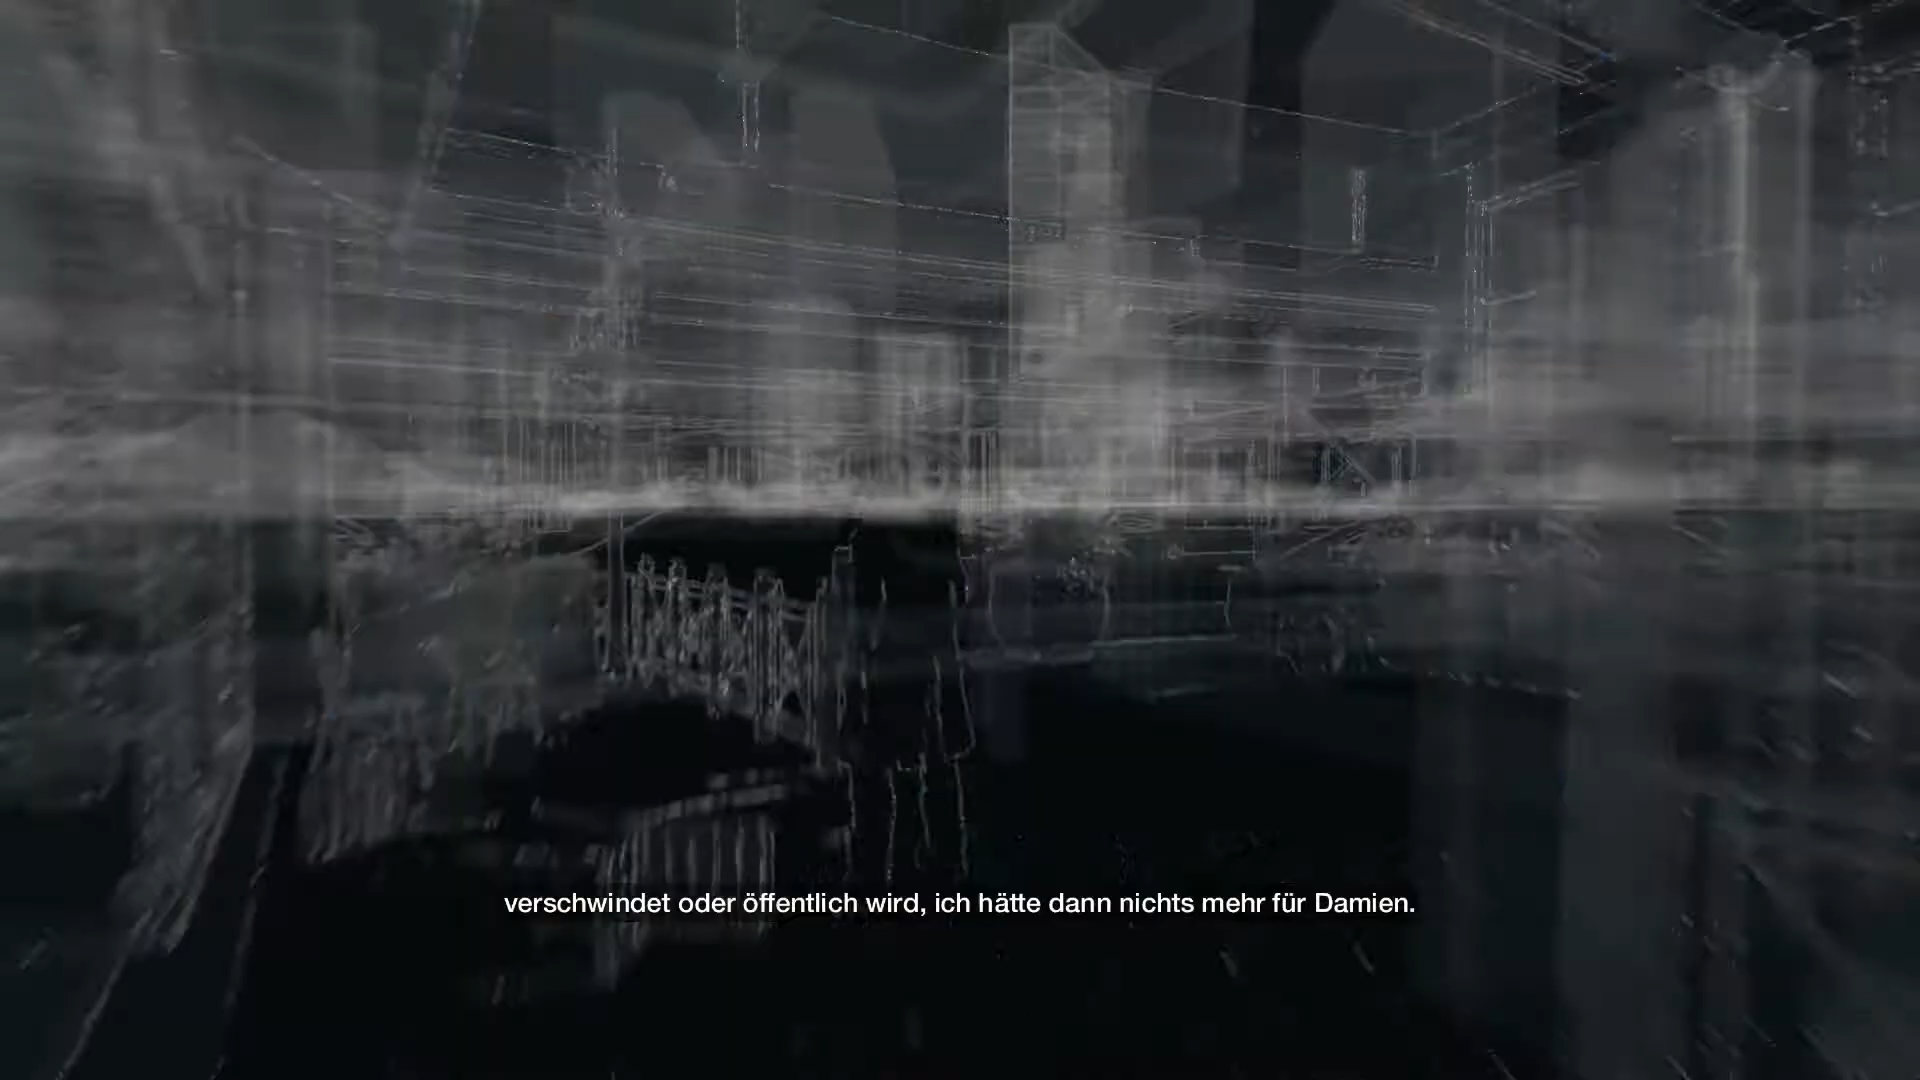 verschwindet oder öffentlich wird, ich hätte dann nichts mehr für Damien.